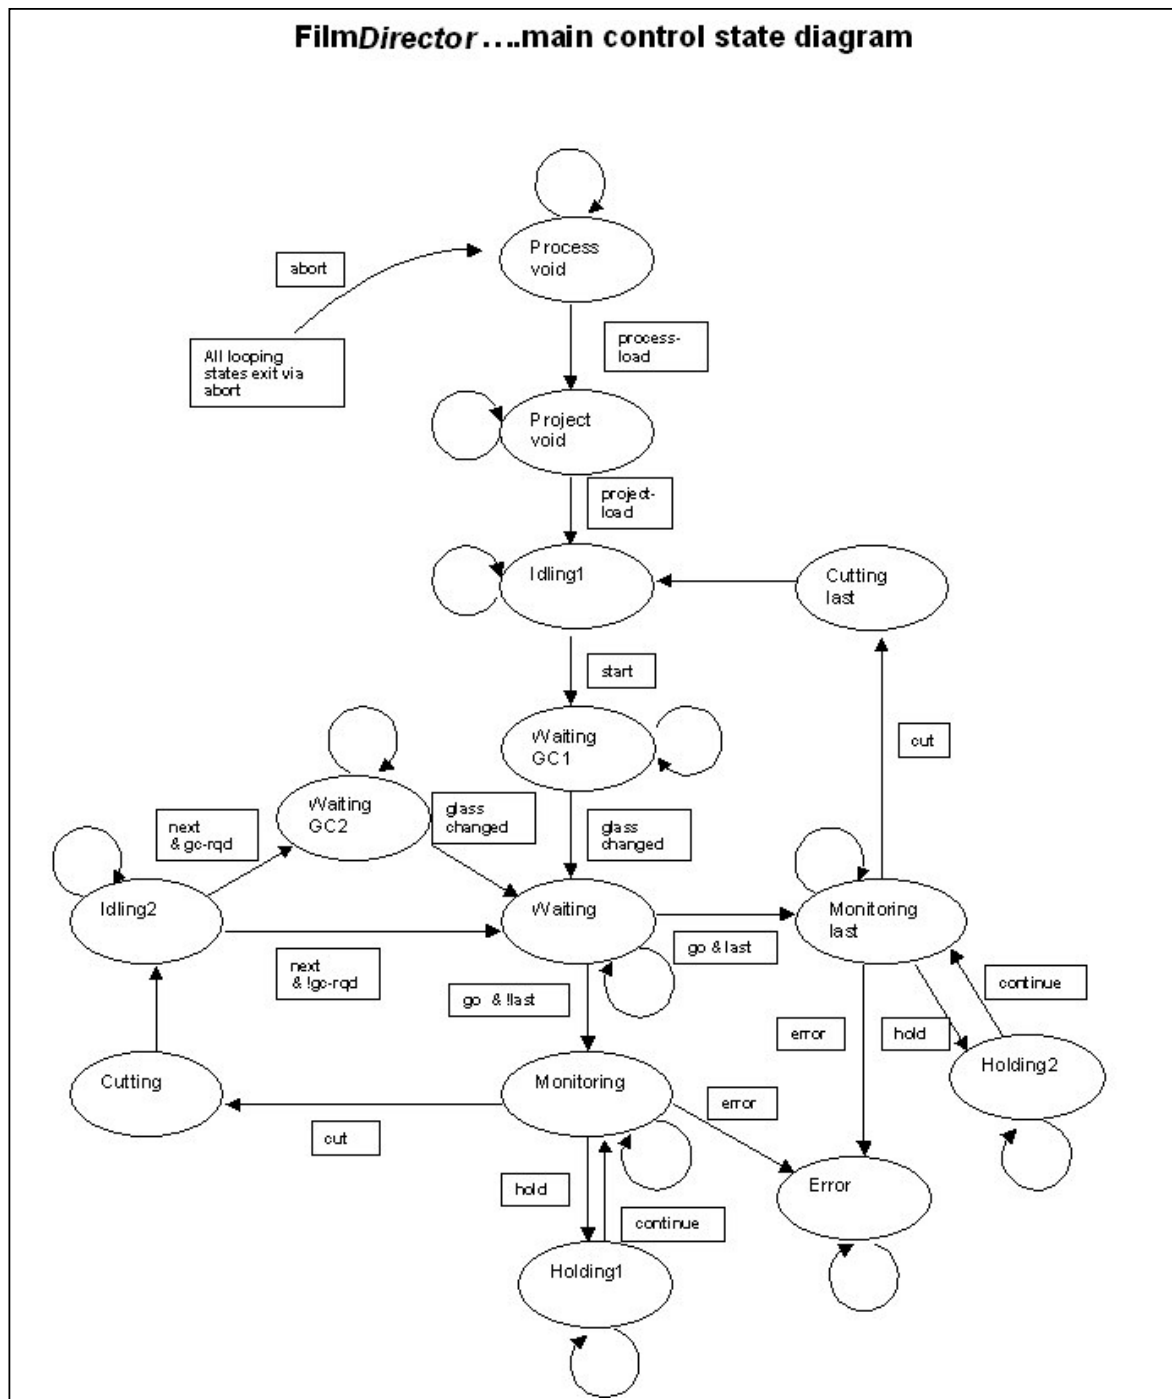 FilmDirector ....main control state diagram
Process
void
abort
process-
load
All looping
states exit via
abort
Project
void
project-
load
Idling1
Cutting
last
start
Waiting
GC1
cut
Waiting
GC2
glass
changed
next
& gc-rqd
glass
changed
Idling2
Waiting
Monitoring
last
go & last
next
& !gc-rqd
go & !last
continue
error
hold
Cutting
Monitoring
Holding2
error
cut
hold
Error
continue
Holding1